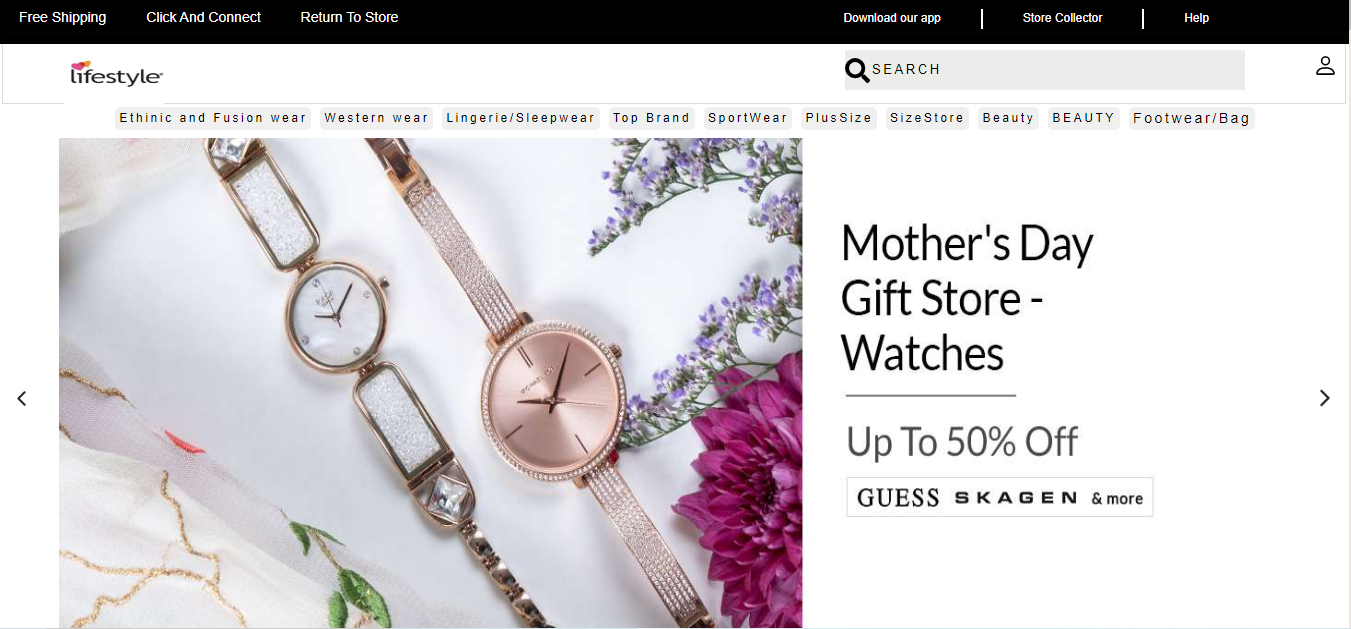 Free Shipping Click And Connect Return To Store Download our app Store Collector Help
lifestyle SEARCH
Ethinic and Fusion wear Western wear Lingerie/Sleepwear Top Brand SportWear PlusSize SizeStore Beauty BEAUTY Footwear/Bag
Mother's Day
Gift Store -
Watches
Up To 50% Off
GUESS SKAGEN & more
MICHAEL KORS